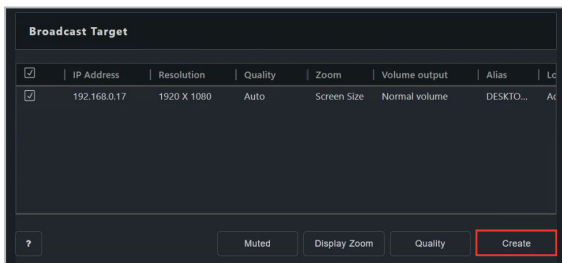 Broadcast Target
IP Address Resolution Quality Zoom Volume output Alias
192.168.0.17 1920 X 1080 Auto Screen Size Normal volume DESKTO...
? Muted Display Zoom Quality Create